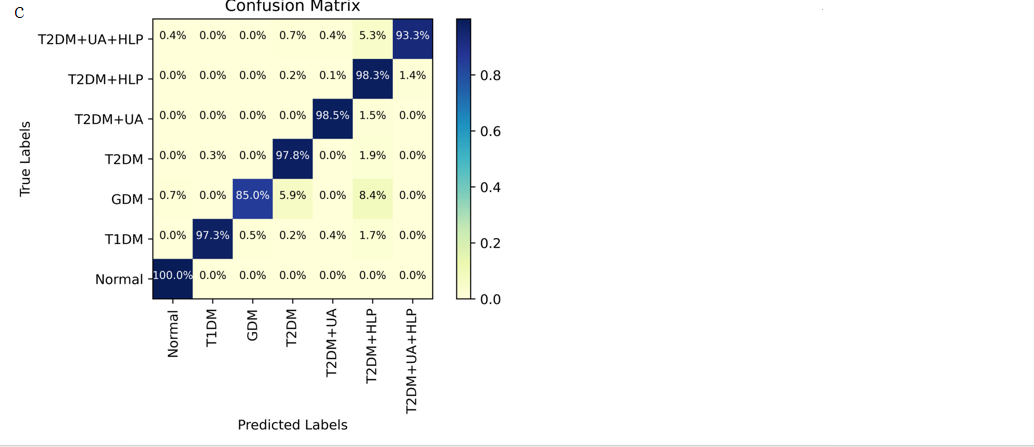 C
Confusion Matrix
T2DM+UA+HLP 0.4% 0.0% 0.0% 0.7% 0.4% 5.3% 93.3%
T2DM+HLP 0.0% 0.0% 0.0% 0.2% 0.1% 98.3% 1.4%
T2DM+UA 0.0% 0.0% 0.0% 0.0% 98.5% 1.5% 0.0%
T2DM 0.0% 0.3% 0.0% 97.8% 0.0% 1.9% 0.0%
GDM 0.7% 0.0% 85.0% 5.9% 0.0% 8.4% 0.0%
T1DM 0.0% 97.3% 0.5% 0.2% 0.4% 1.7% 0.0%
Normal 100.0% 0.0% 0.0% 0.0% 0.0% 0.0% 0.0%
True Labels
Normal
T1DM
GDM
T2DM
T2DM+UA
T2DM+HLP
T2DM+UA+HLP
Predicted Labels
0.8
0.6
0.4
0.2
0.0